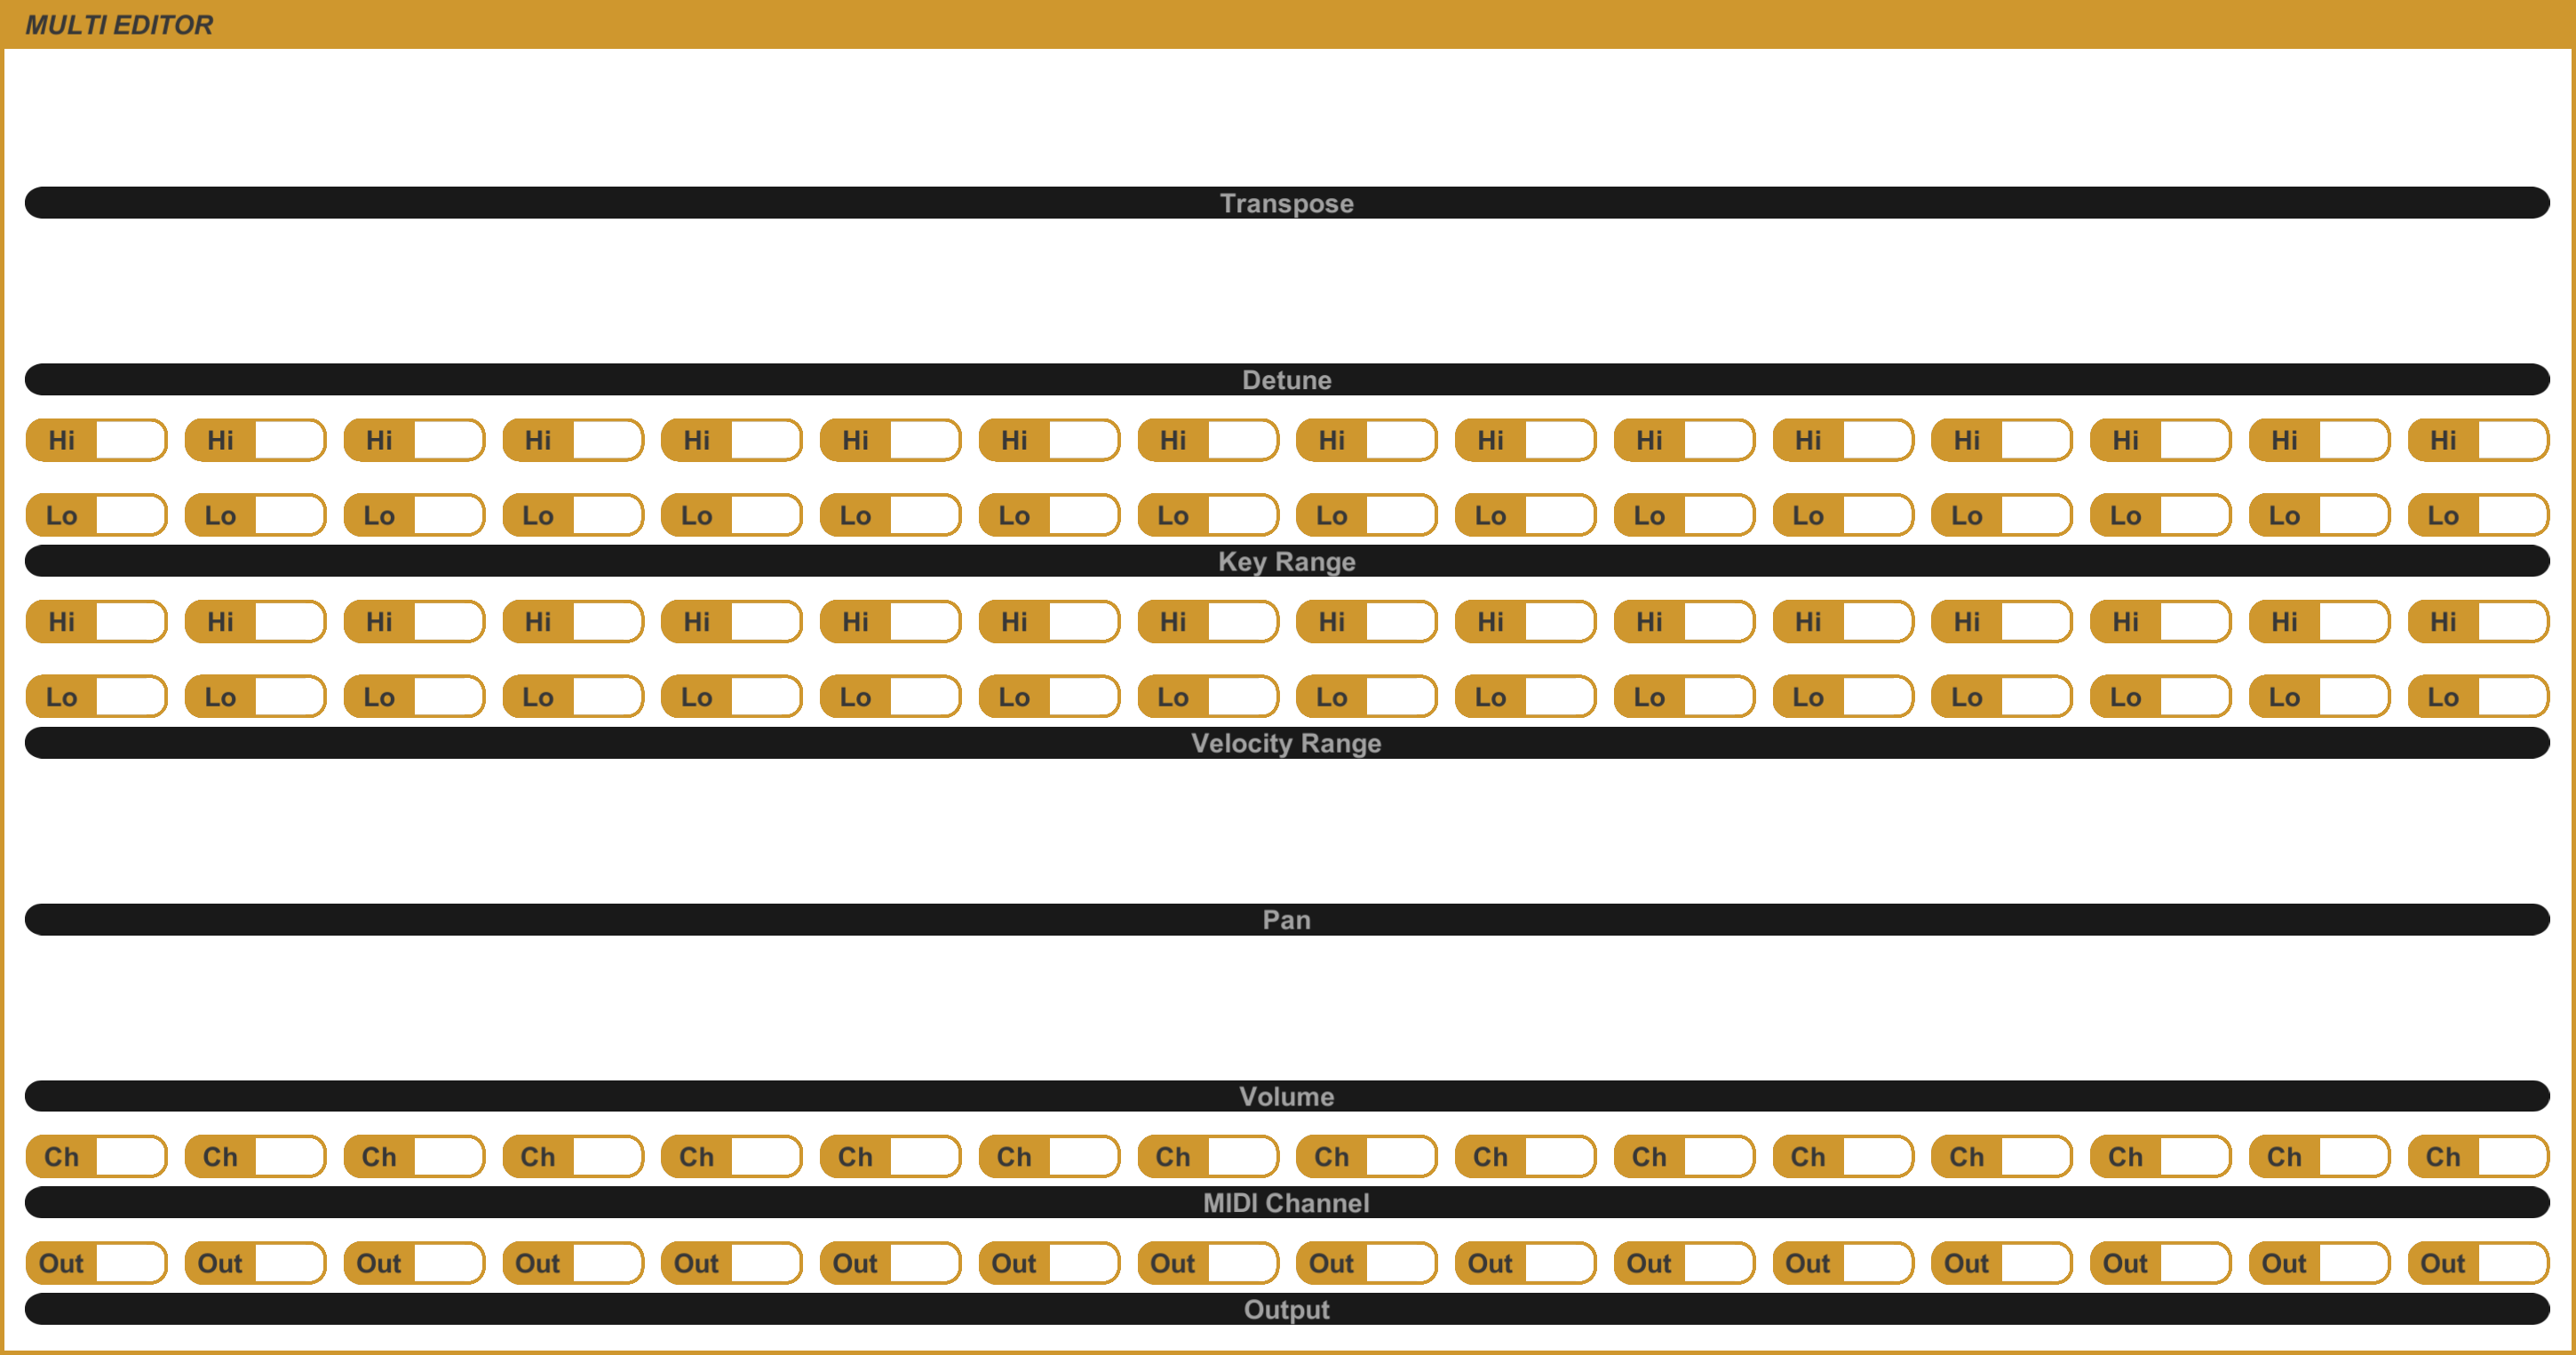 MULTI EDITOR
Transpose
Detune
Hi Hi Hi Hi Hi Hi Hi Hi Hi Hi Hi Hi Hi Hi Hi Hi
Lo Lo Lo Lo Lo Lo Lo Lo Lo Lo Lo Lo Lo Lo Lo Lo
Key Range
Hi Hi Hi Hi Hi Hi Hi Hi Hi Hi Hi Hi Hi Hi Hi Hi
Lo Lo Lo Lo Lo Lo Lo Lo Lo Lo Lo Lo Lo Lo Lo Lo
Velocity Range
Pan
Volume
Ch Ch Ch Ch Ch Ch Ch Ch Ch Ch Ch Ch Ch Ch Ch Ch
MIDI Channel
Out Out Out Out Out Out Out Out Out Out Out Out Out Out Out Out
Output